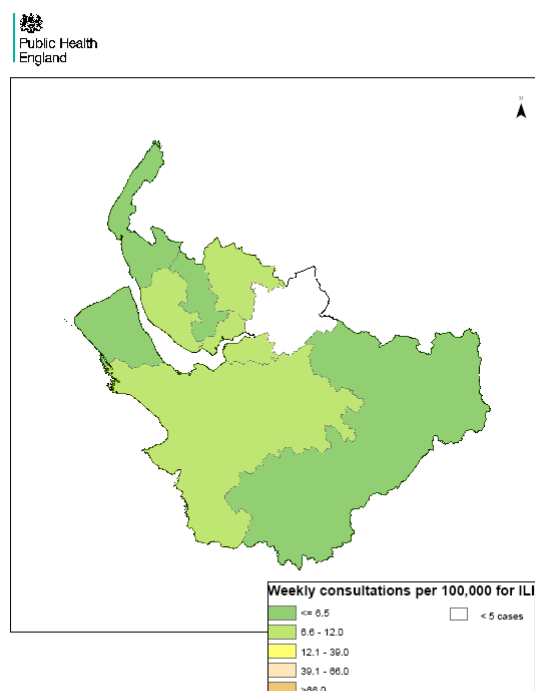 Public Health
England
N
Weekly consultations per 100,000 for ILI
<= 6.5
< 5 cases
6.6 - 12.0
12.1 - 39.0
39.1 - 66.0
>66.0